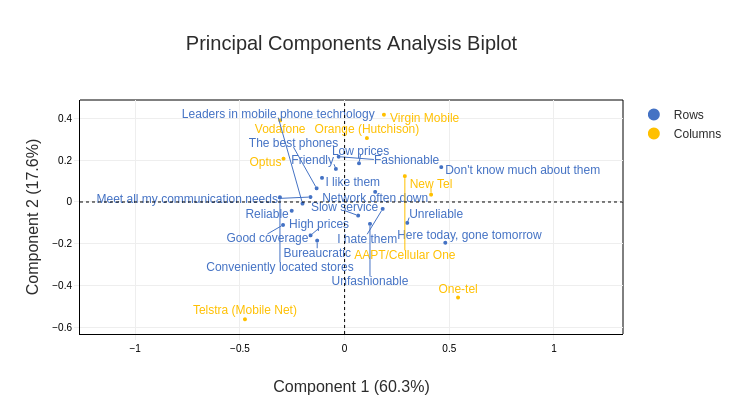 Principal Components Analysis Biplot
Component 2 (17.6%)
0.4
0.2
0
−0.2
−0.4
−0.6
Leaders in mobile phone technology
Virgin Mobile
Vodafone
Orange (Hutchison)
The best phones
Low prices
Optus
Friendly
Fashionable
Don't know much about them
I like them
New Tel
Meet all my communication needs
Network often down
Slow service
Reliable
Unreliable
High prices
Good coverage
I hate them
Here today, gone tomorrow
Bureaucratic
AAPT/Cellular One
Conveniently located stores
Unfashionable
One-tel
Telstra (Mobile Net)
−1
−0.5
0
0.5
1
Component 1 (60.3%)
Rows
Columns